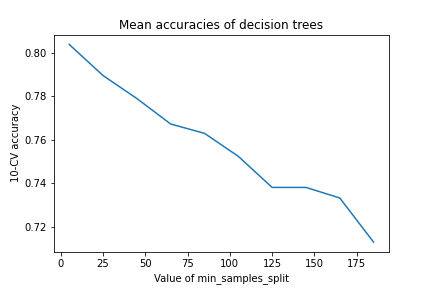 Mean accuracies of decision trees
0.80
0.78
0.76
0.74
0.72
10-CV accuracy
0 25 50 75 100 125 150 175
Value of min_samples_split